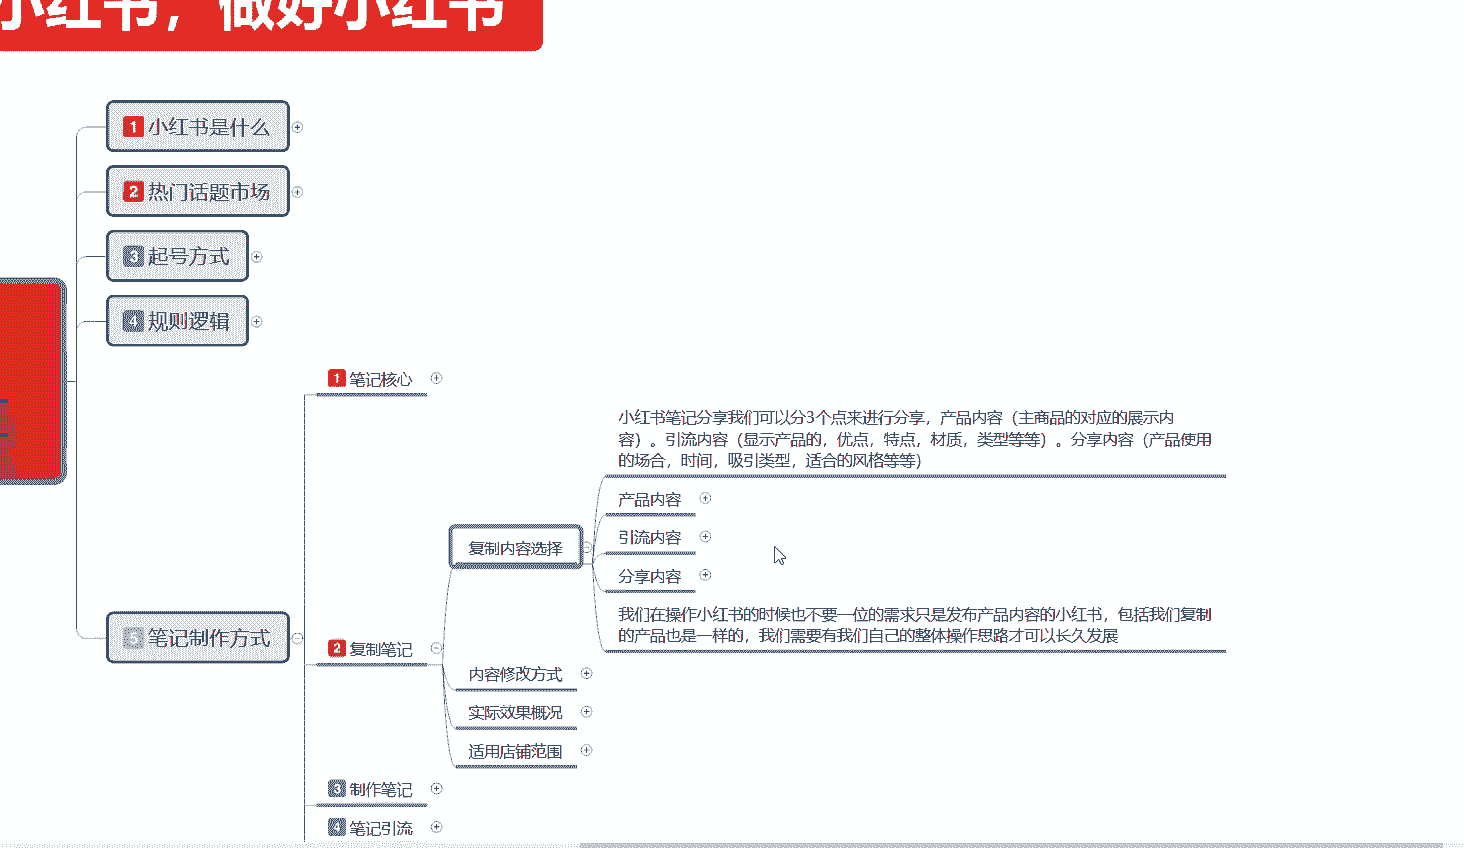 小红书，做好小红书
1 小红书是什么
2 热门话题市场
3 起号方式
4 规则逻辑
1 笔记核心
小红书笔记分享我们可以分3个点来进行分享，产品内容（主商品的对应的展示内
容）。引流内容（显示产品的，优点，特点，材质，类型等等）。分享内容（产品使用
的场合，时间，吸引类型，适合的风格等等）
产品内容
引流内容
复制内容选择
分享内容
我们在操作小红书的时候也不要一位的需求只是发布产品内容的小红书，包括我们复制
的产品也是一样的，我们需要有我们自己的整体操作思路才可以长久发展
5 笔记制作方式
2 复制笔记
内容修改方式
实际效果概况
适用店铺范围
3 制作笔记
4 笔记引流